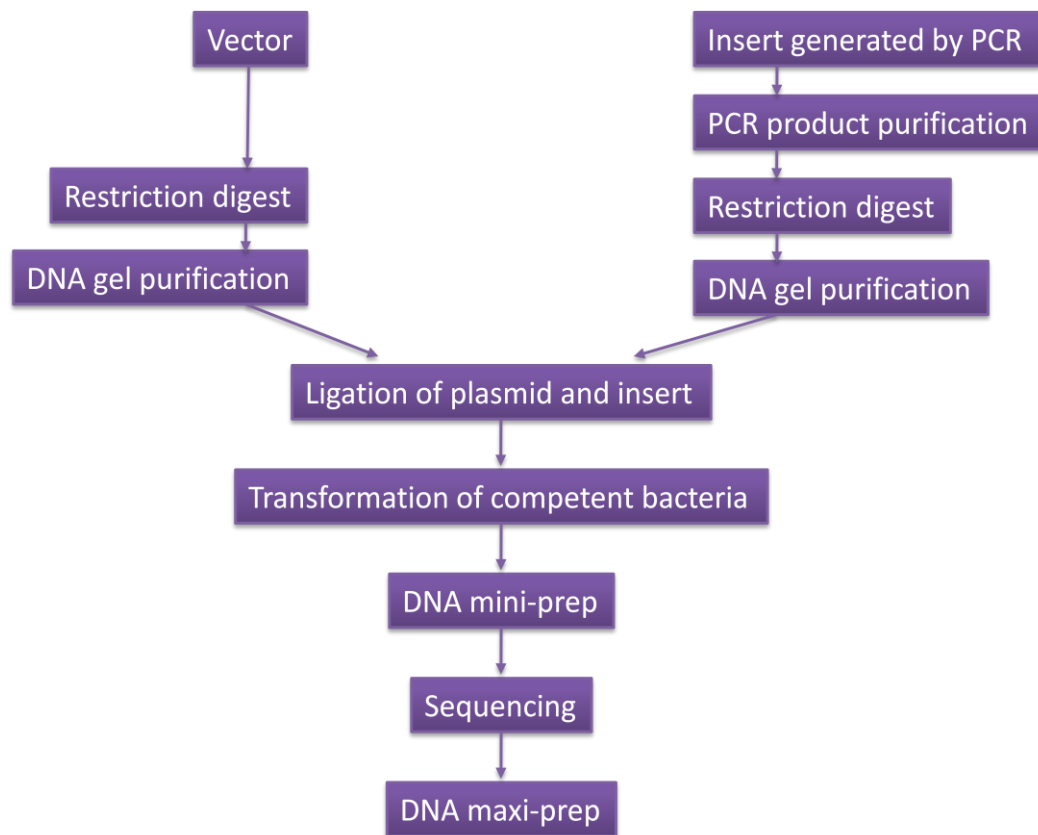 Vector
Restriction digest
DNA gel purification
Insert generated by PCR
PCR product purification
Restriction digest
DNA gel purification
Ligation of plasmid and insert
Transformation of competent bacteria
DNA mini-prep
Sequencing
DNA maxi-prep